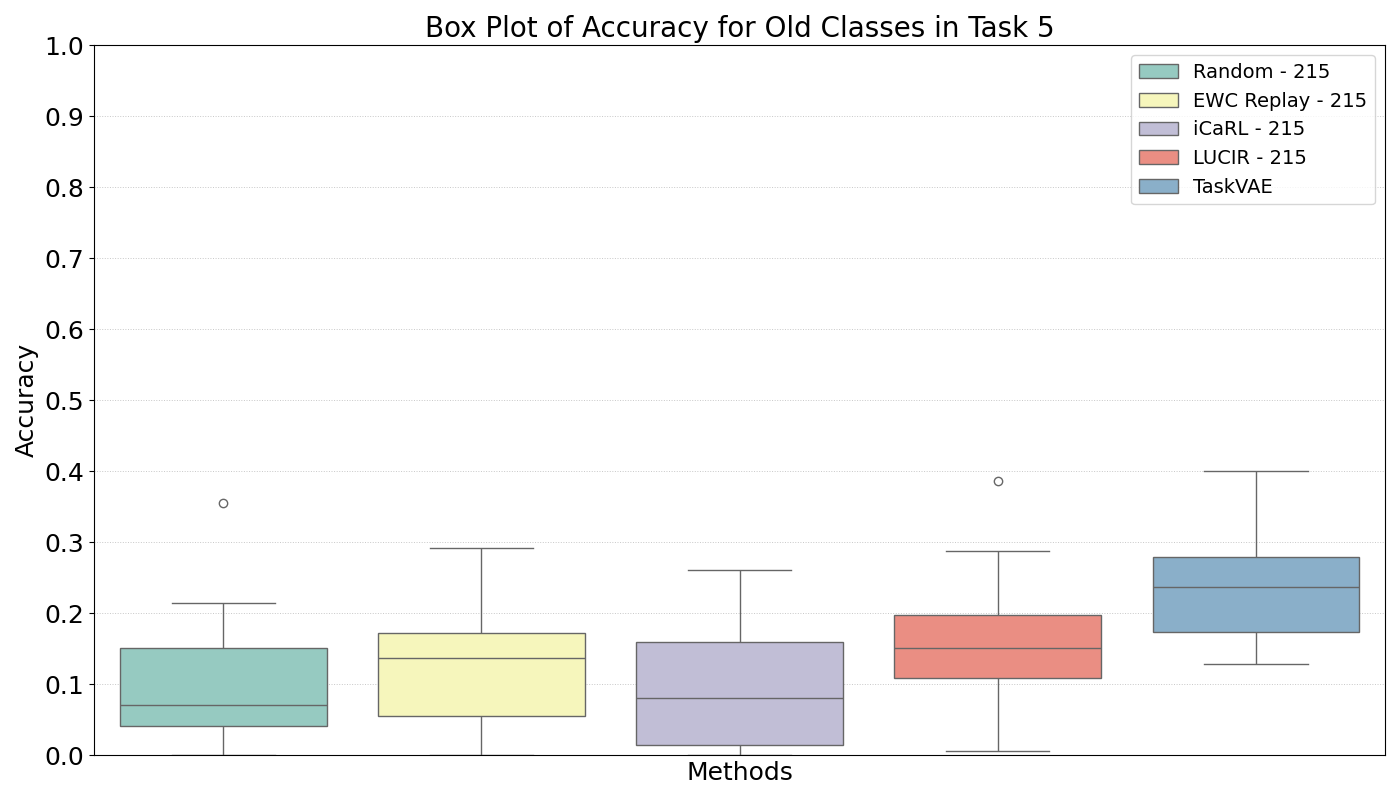 Box Plot of Accuracy for Old Classes in Task 5
1.0
0.9
0.8
0.7
0.6
0.5
0.4
0.3
0.2
0.1
0.0
Accuracy
Methods
Random - 215
EWC Replay - 215
iCaRL - 215
LUCIR - 215
TaskVAE